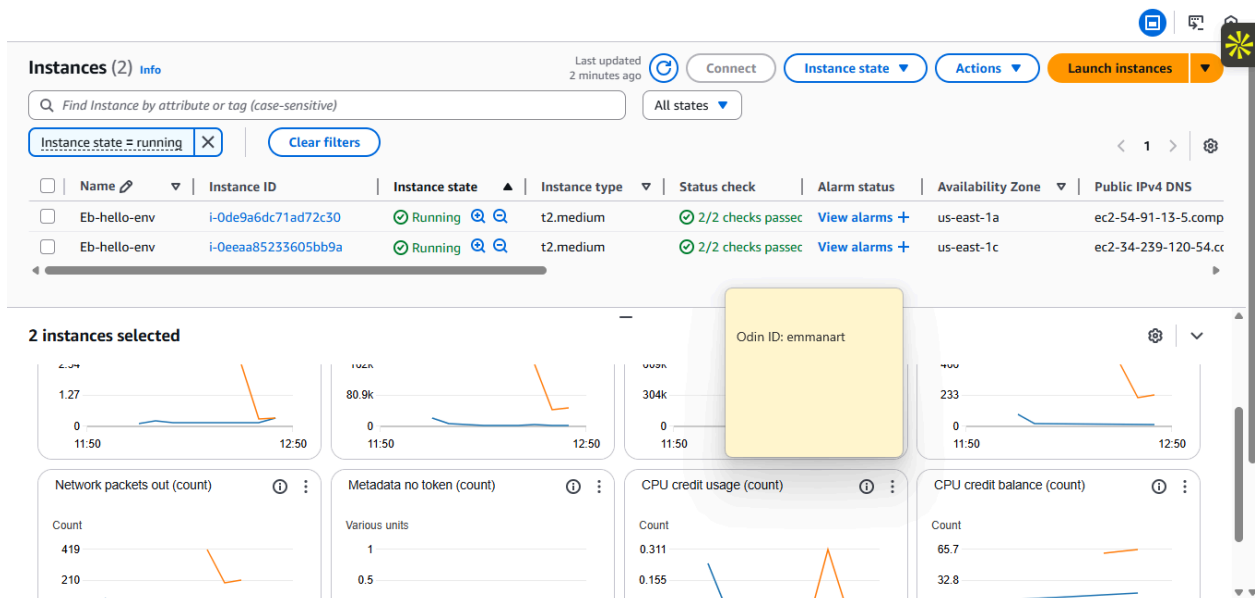 Instances (2) Info
Last updated
2 minutes ago
Connect
Instance state
Actions
Launch instances
Find Instance by attribute or tag (case-sensitive)
All states
Instance state = running
Clear filters
1
Name
Instance ID
Instance state
Instance type
Status check
Alarm status
Availability Zone
Public IPv4 DNS
Eb-hello-env i-0de9a6dc71ad72c30 Running t2.medium 2/2 checks passec View alarms + us-east-1a ec2-54-91-13-5.comp
Eb-hello-env i-0eeaa85233605bb9a Running t2.medium 2/2 checks passec View alarms + us-east-1c ec2-34-239-120-54.cc
2 instances selected
Odin ID: emmanart
1.27
80.9k
304k
233
0
0
0
0
11:50 12:50
11:50 12:50
11:50
11:50 12:50
Network packets out (count)
Metadata no token (count)
CPU credit usage (count)
CPU credit balance (count)
Count
Various units
Count
Count
419
1
0.311
65.7
210
0.5
0.155
32.8